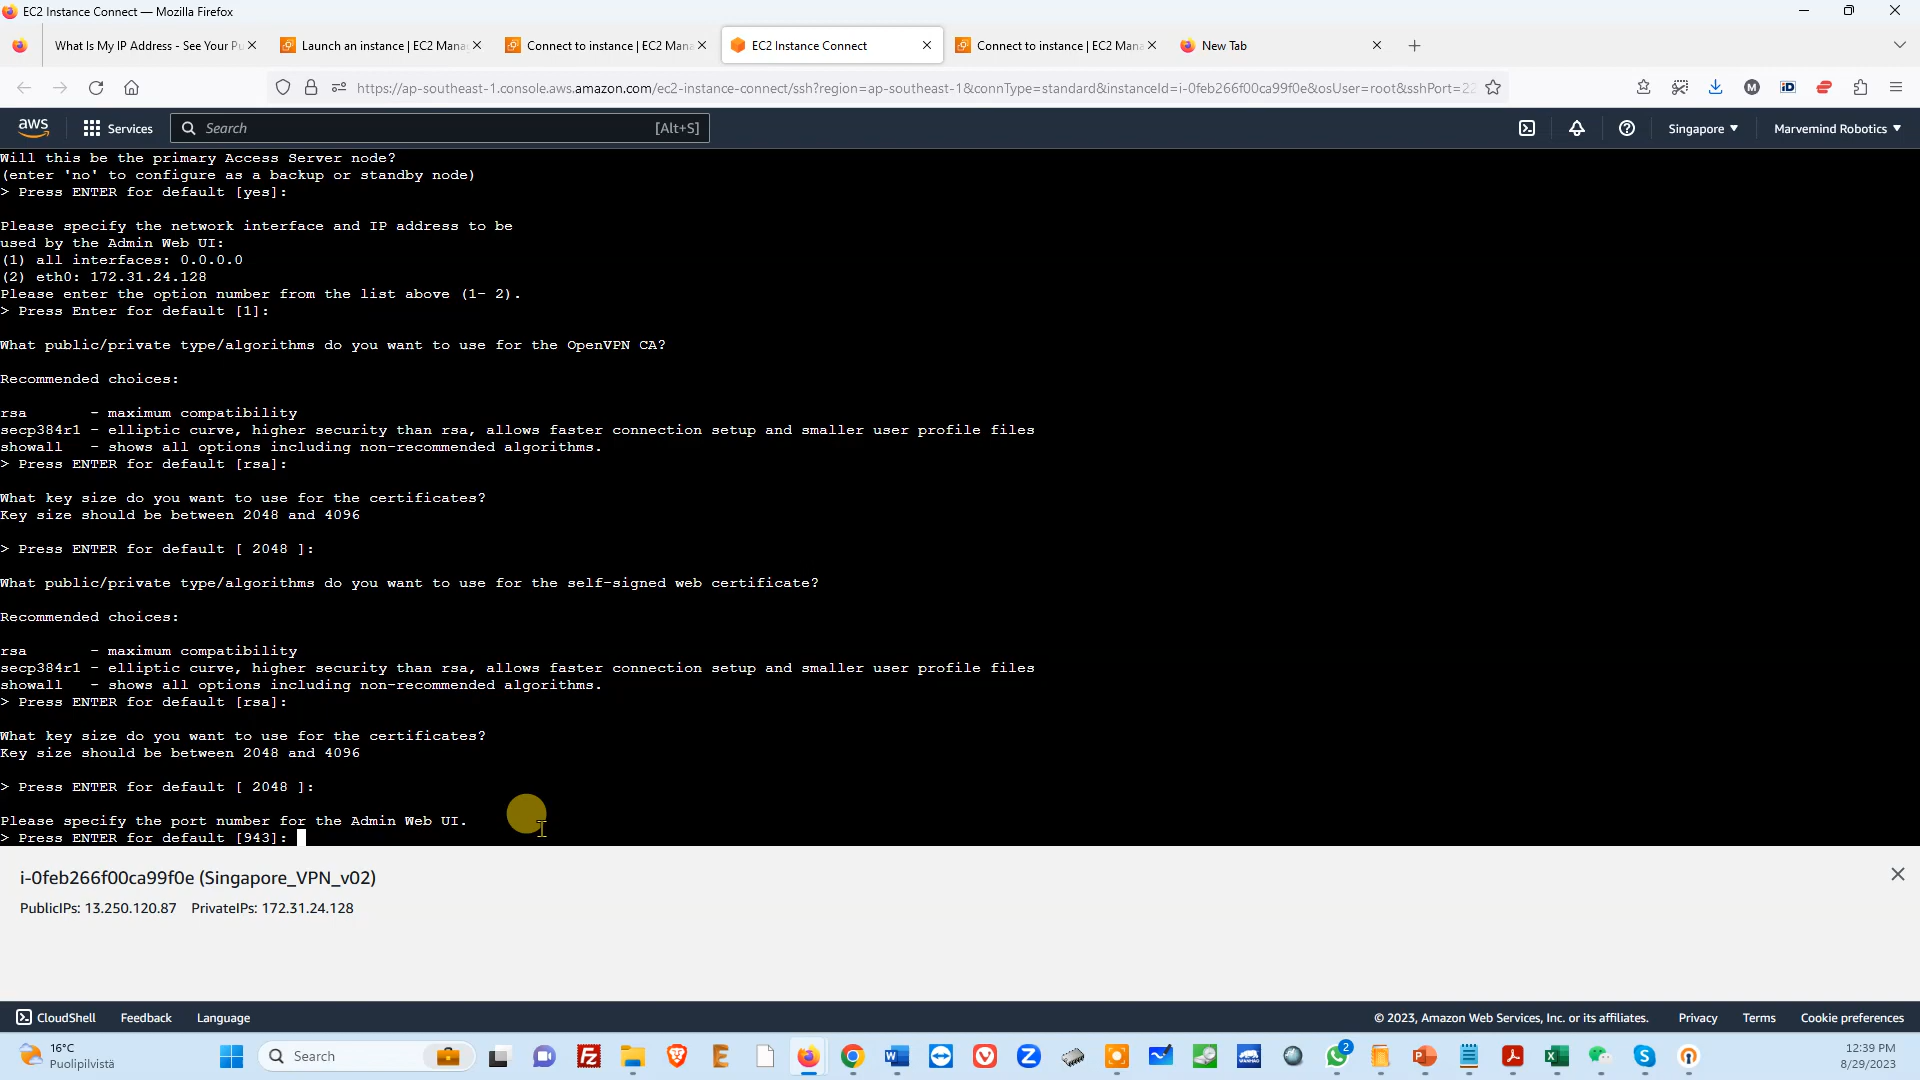 EC2 Instance Connect — Mozilla Firefox
What Is My IP Address - See Your Pu
Launch an instance | EC2 Mana
Connect to instance | EC2 Mana
EC2 Instance Connect
Connect to instance | EC2 Mana
New Tab
https://ap-southeast-1.console.aws.amazon.com/ec2-instance-connect/ssh?region=ap-southeast-1&connType=standard&instanceId=i-0feb266f00ca99f0e&osUser=root&sshPort=22
aws
Services
Search
[Alt+S]
Singapore
Marvemind Robotics
Will this be the primary Access Server node?
(enter 'no' to configure as a backup or standby node)
> Press ENTER for default [yes]:
Please specify the network interface and IP address to be
used by the Admin Web UI:
(1) all interfaces: 0.0.0.0
(2) eth0: 172.31.24.128
Please enter the option number from the list above (1- 2).
> Press Enter for default [1]:
What public/private type/algorithms do you want to use for the OpenVPN CA?
Recommended choices:
rsa       - maximum compatibility
secp384r1 - elliptic curve, higher security than rsa, allows faster connection setup and smaller user profile files
showall   - shows all options including non-recommended algorithms.
> Press ENTER for default [rsa]:
What key size do you want to use for the certificates?
Key size should be between 2048 and 4096
> Press ENTER for default [ 2048 ]:
What public/private type/algorithms do you want to use for the self-signed web certificate?
Recommended choices:
rsa       - maximum compatibility
secp384r1 - elliptic curve, higher security than rsa, allows faster connection setup and smaller user profile files
showall   - shows all options including non-recommended algorithms.
> Press ENTER for default [rsa]:
What key size do you want to use for the certificates?
Key size should be between 2048 and 4096
> Press ENTER for default [ 2048 ]:
Please specify the port number for the Admin Web UI.
> Press ENTER for default [943]:
i-0feb266f00ca99f0e (Singapore_VPN_v02)
PublicIPs: 13.250.120.87 PrivateIPs: 172.31.24.128
CloudShell
Feedback
Language
© 2023, Amazon Web Services, Inc. or its affiliates.
Privacy
Terms
Cookie preferences
16°C
Puolipilvistä
Search
2
12:39 PM
8/29/2023